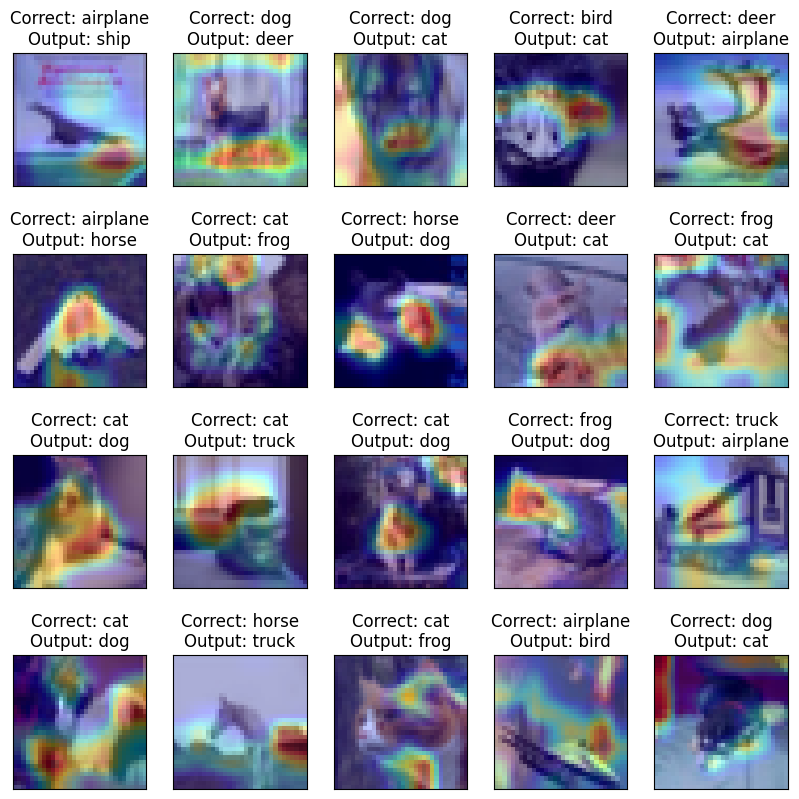 Correct: airplane
Output: ship
Correct: dog
Output: deer
Correct: dog
Output: cat
Correct: bird
Output: cat
Correct: deer
Output: airplane
Correct: airplane
Output: horse
Correct: cat
Output: frog
Correct: horse
Output: dog
Correct: deer
Output: cat
Correct: frog
Output: cat
Correct: cat
Output: dog
Correct: cat
Output: truck
Correct: cat
Output: dog
Correct: frog
Output: dog
Correct: truck
Output: airplane
Correct: cat
Output: dog
Correct: horse
Output: truck
Correct: cat
Output: frog
Correct: airplane
Output: bird
Correct: dog
Output: cat